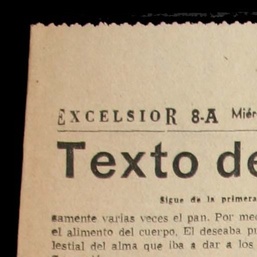 EXCELSIOR 8-A Miér
Texto de
Sigue de la primera
samente varias veces el pan. Por me
el alimento del cuerpo, El deseaba p
lestial del alma que iba a dar a los